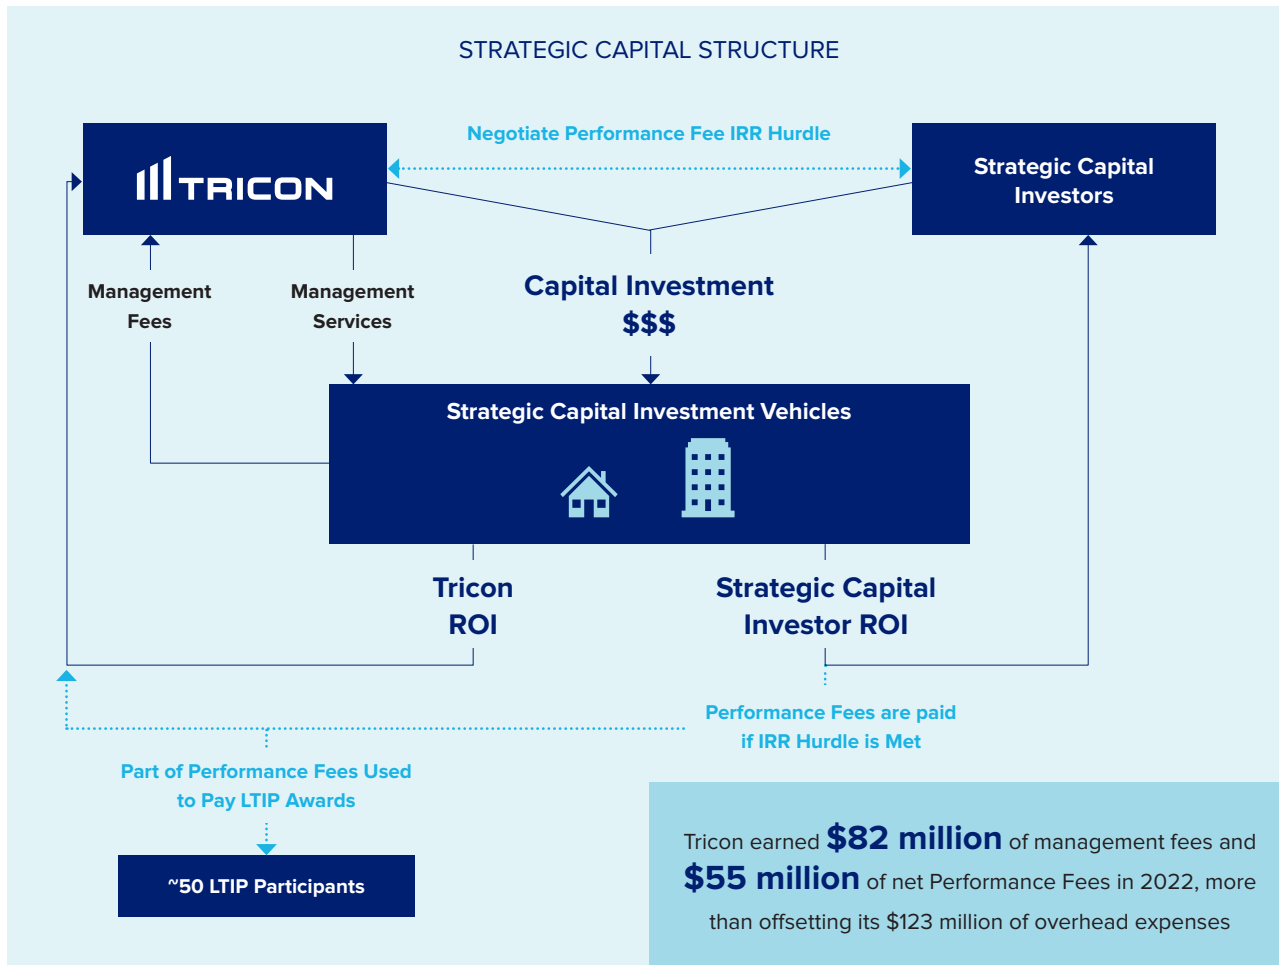 STRATEGIC CAPITAL STRUCTURE
Negotiate Performance Fee IRR Hurdle
TRICON
Strategic Capital
Investors
Management
Fees
Management
Services
Capital Investment
$$$
Strategic Capital Investment Vehicles
Tricon
ROI
Strategic Capital
Investor ROI
Performance Fees are paid
if IRR Hurdle is Met
Part of Performance Fees Used
to Pay LTIP Awards
~50 LTIP Participants
Tricon earned $82 million of management fees and
$55 million of net Performance Fees in 2022, more
than offsetting its $123 million of overhead expenses